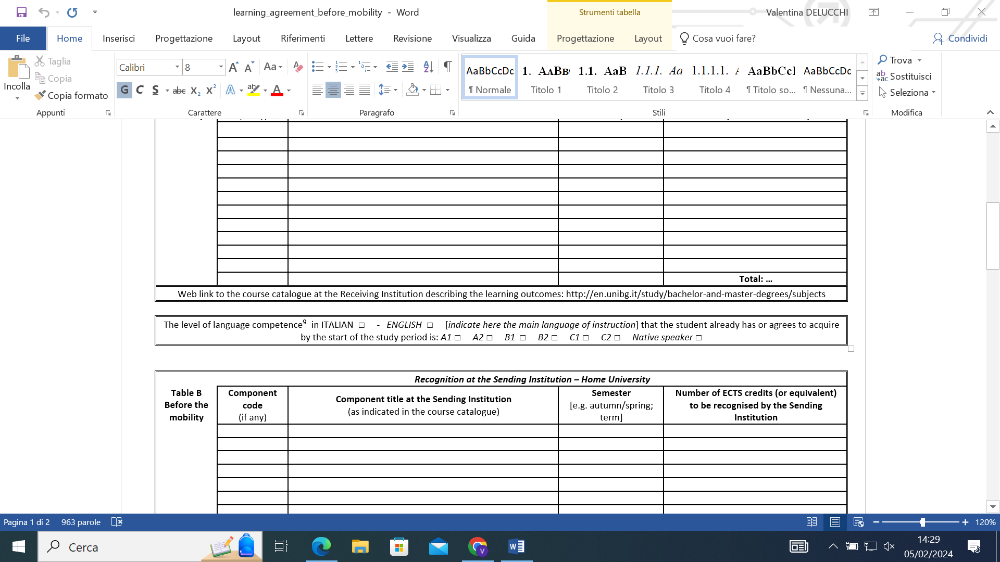 learning_agreement_before_mobility - Word
Strumenti tabella
Valentina DELUCCHI
File Home Inserisci Progettazione Layout Riferimenti Lettere Revisione Visualizza Guida Progettazione Layout Cosa vuoi fare? Condividi
Incolla
Taglia
Copia
Copia formato
Appunti
Calibri 8
Aa
G C S abc x₂ x² A ab A
Carattere
Paragrafo
AaBbCcDc 1. AABB 1.1. AaB 1.1.1. Aa 1.1.1.1. AaBbCcI AaBbCcDc
¶ Normale Titolo 1 Titolo 2 Titolo 3 Titolo 4 ¶ Titolo so... ¶ Nessuna...
Stili
Trova
Sostituisci
Seleziona
Modifica
Total: ...
Web link to the course catalogue at the Receiving Institution describing the learning outcomes: http://en.unibg.it/study/bachelor-and-master-degrees/subjects
The level of language competence⁹ in ITALIAN □ - ENGLISH □ [indicate here the main language of instruction] that the student already has or agrees to acquire
by the start of the study period is: A1 □ A2 □ B1 □ B2 □ C1 □ C2 □ Native speaker □
Recognition at the Sending Institution – Home University
Table B
Before the
mobility
Component
code
(if any)
Component title at the Sending Institution
(as indicated in the course catalogue)
Semester
[e.g. autumn/spring;
term]
Number of ECTS credits (or equivalent)
to be recognised by the Sending
Institution
Pagina 1 di 2 963 parole
120%
Cerca
14:29
05/02/2024